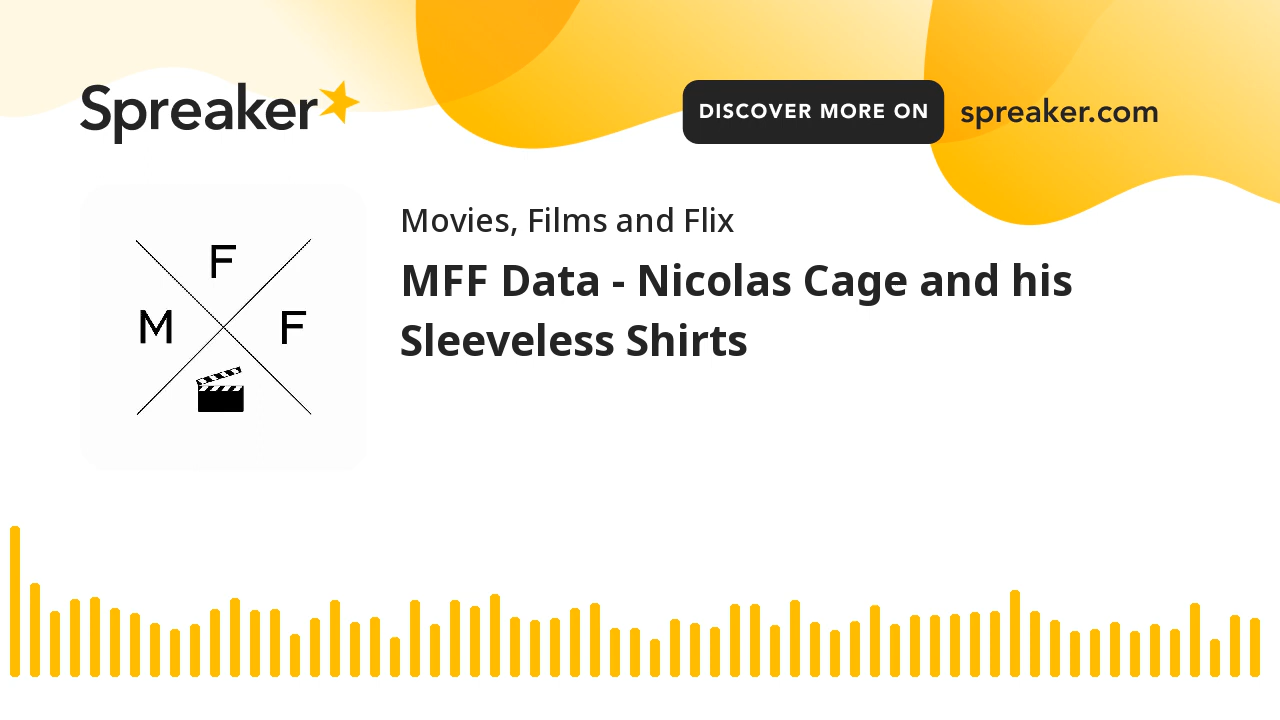 Spreaker
DISCOVER MORE ON spreaker.com
Movies, Films and Flix
MFF Data - Nicolas Cage and his
Sleeveless Shirts
F
M F